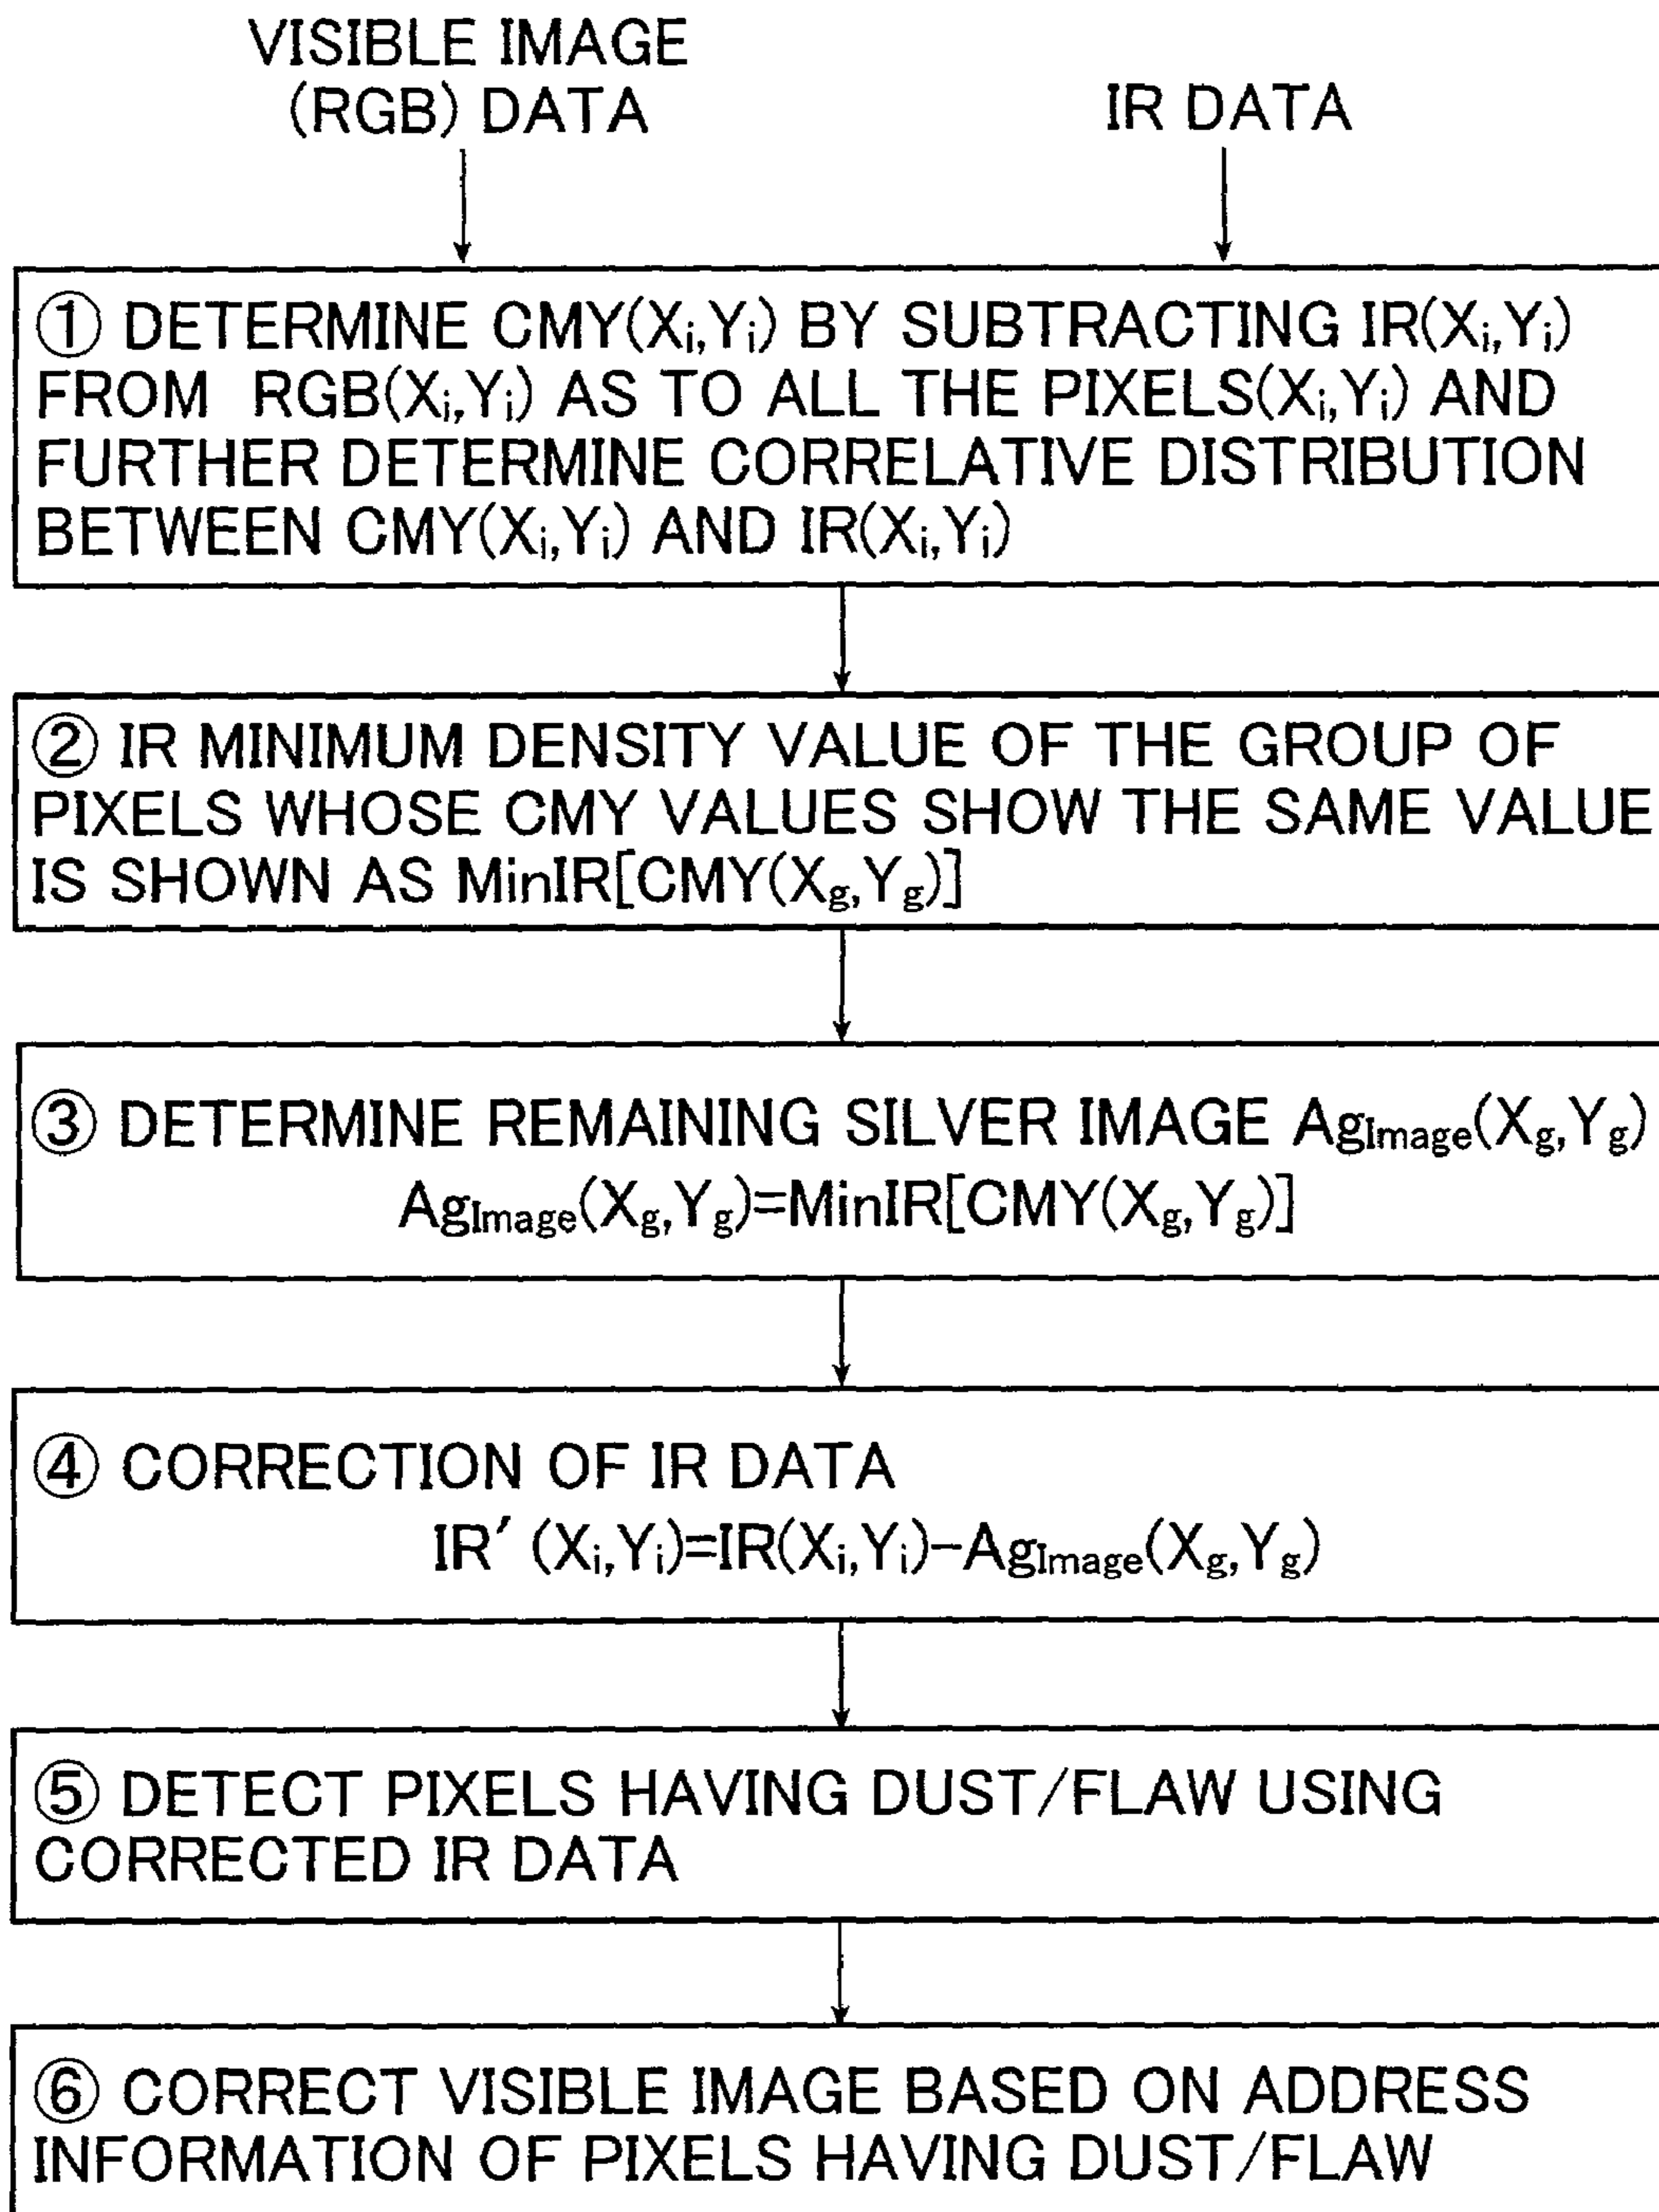 VISIBLE IMAGE
(RGB) DATA
IR DATA
① DETERMINE CMY(Xi,Yi) BY SUBTRACTING IR(Xi,Yi)
FROM RGB(Xi,Yi) AS TO ALL THE PIXELS(Xi,Yi) AND
FURTHER DETERMINE CORRELATIVE DISTRIBUTION
BETWEEN CMY(Xi,Yi) AND IR(Xi,Yi)
② IR MINIMUM DENSITY VALUE OF THE GROUP OF
PIXELS WHOSE CMY VALUES SHOW THE SAME VALUE
IS SHOWN AS MinIR[CMY(Xg,Yg)]
③ DETERMINE REMAINING SILVER IMAGE AgImage(Xg,Yg)
AgImage(Xg,Yg)=MinIR[CMY(Xg,Yg)]
④ CORRECTION OF IR DATA
IR′ (Xi,Yi)=IR(Xi,Yi)-AgImage(Xg,Yg)
⑤ DETECT PIXELS HAVING DUST/FLAW USING
CORRECTED IR DATA
⑥ CORRECT VISIBLE IMAGE BASED ON ADDRESS
INFORMATION OF PIXELS HAVING DUST/FLAW